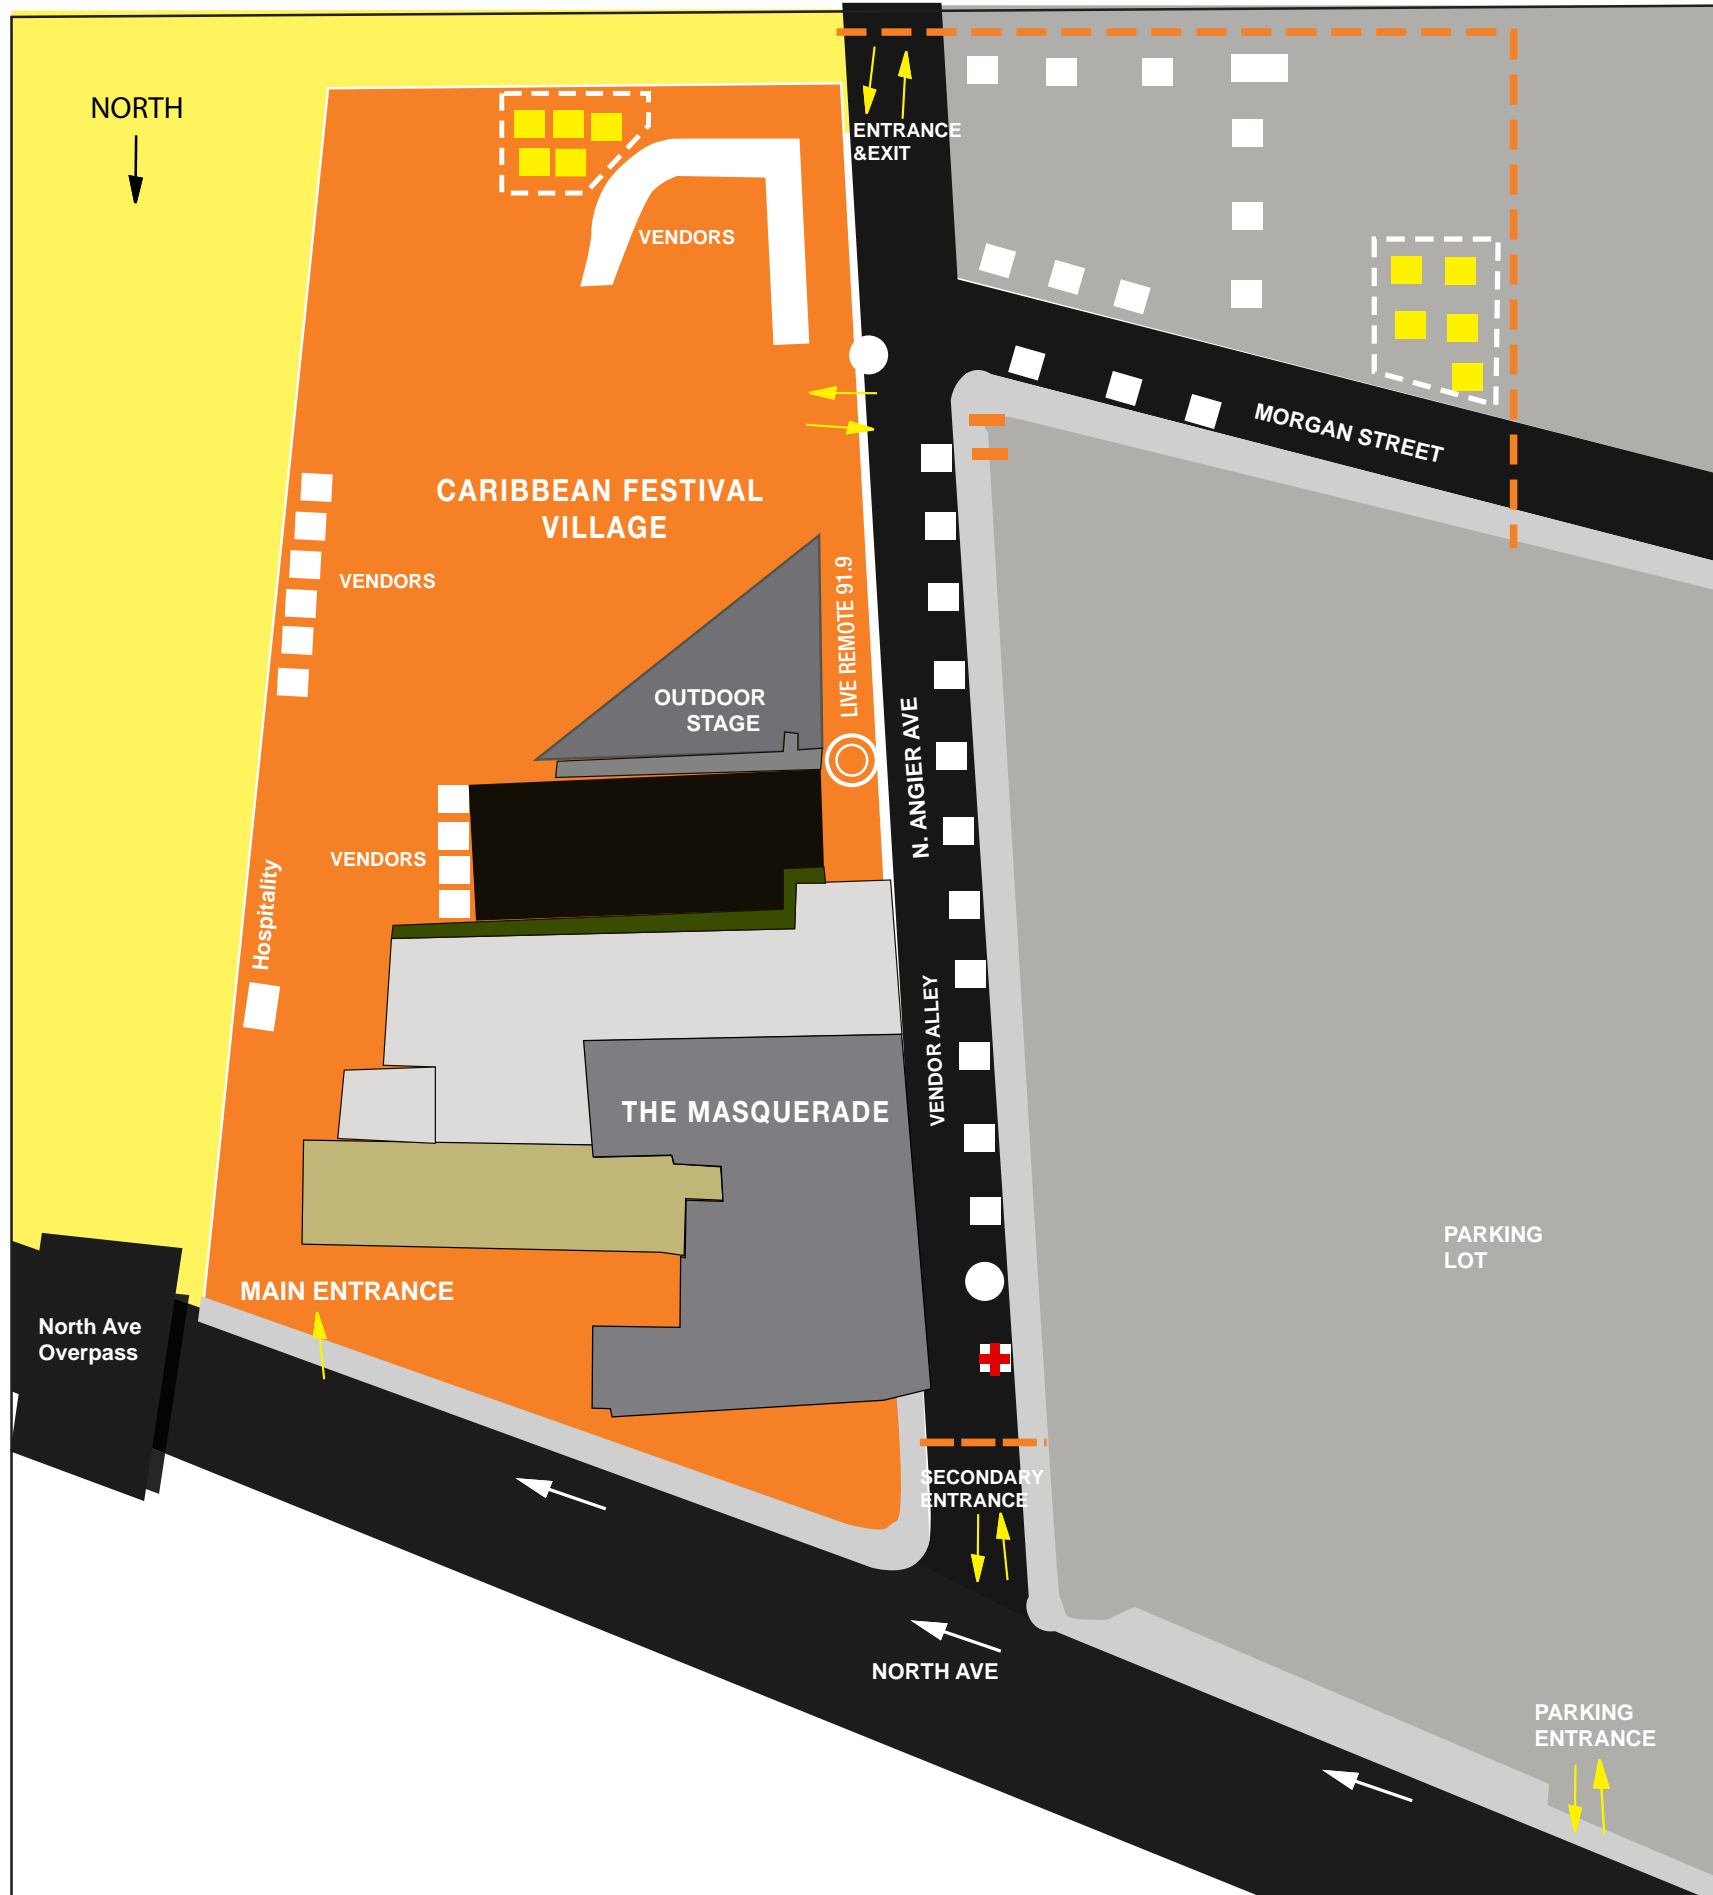 NORTH
ENTRANCE
&EXIT
VENDORS
MORGAN STREET
CARIBBEAN FESTIVAL
VILLAGE
VENDORS
LIVE REMOTE 91.9
OUTDOOR
STAGE
N. ANGIER AVE
VENDORS
Hospitality
VENDOR ALLEY
THE MASQUERADE
PARKING
LOT
MAIN ENTRANCE
North Ave
Overpass
SECONDARY
ENTRANCE
NORTH AVE
PARKING
ENTRANCE